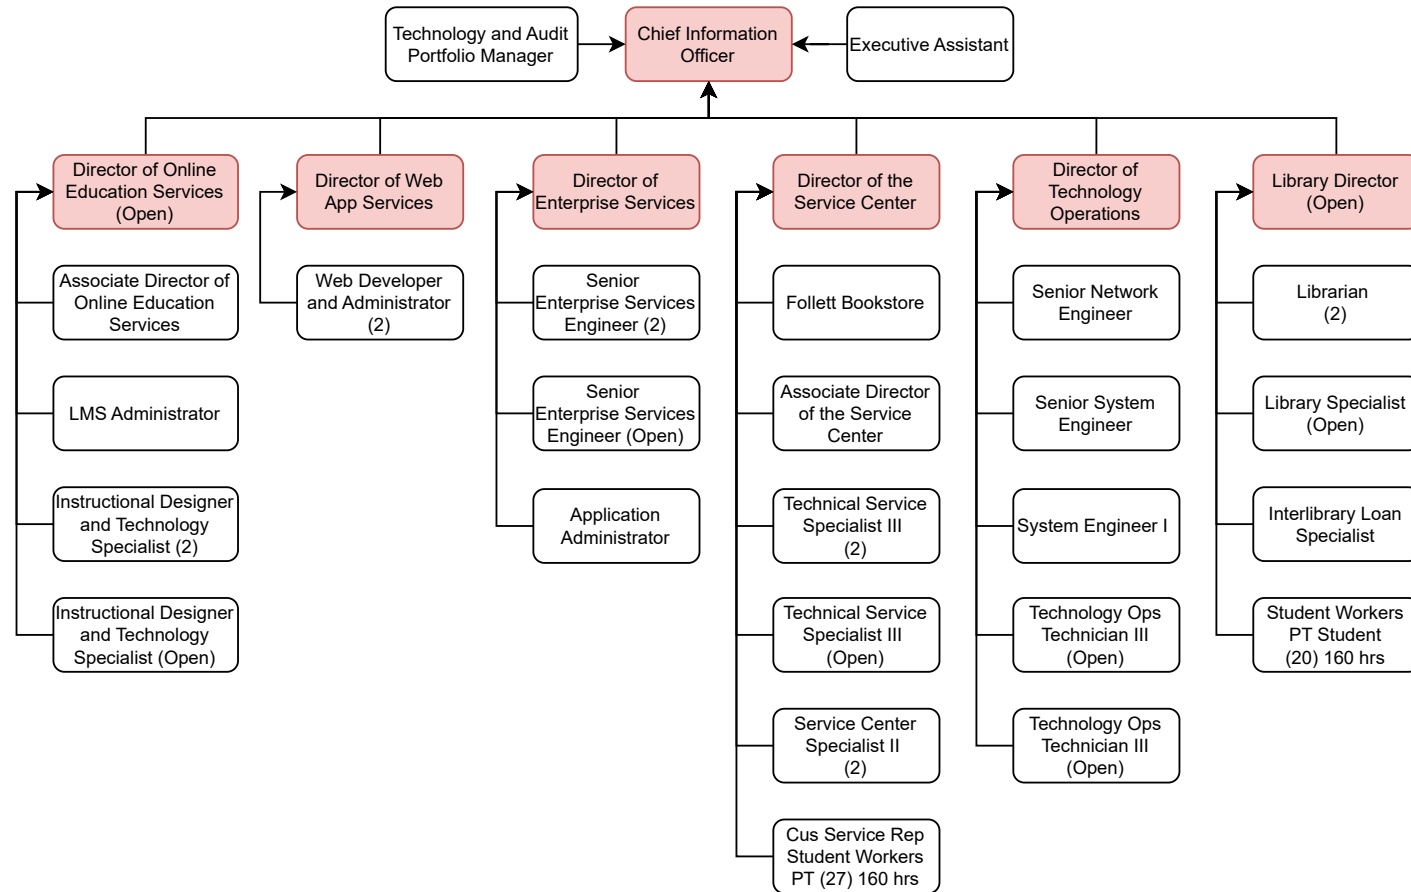 Technology and Audit
Portfolio Manager
Chief Information
Officer
Executive Assistant
Director of Online
Education Services
(Open)
Director of Web
App Services
Director of
Enterprise Services
Director of the
Service Center
Director of
Technology
Operations
Library Director
(Open)
Associate Director of
Online Education
Services
Web Developer
and Administrator
(2)
Senior
Enterprise Services
Engineer (2)
Follett Bookstore
Senior Network
Engineer
Librarian
(2)
LMS Administrator
Senior
Enterprise Services
Engineer (Open)
Associate Director
of the Service
Center
Senior System
Engineer
Library Specialist
(Open)
Instructional Designer
and Technology
Specialist (2)
Application
Administrator
Technical Service
Specialist III
(2)
System Engineer I
Interlibrary Loan
Specialist
Instructional Designer
and Technology
Specialist (Open)
Technical Service
Specialist III
(Open)
Technology Ops
Technician III
(Open)
Student Workers
PT Student
(20) 160 hrs
Service Center
Specialist II
(2)
Technology Ops
Technician III
(Open)
Cus Service Rep
Student Workers
PT (27) 160 hrs